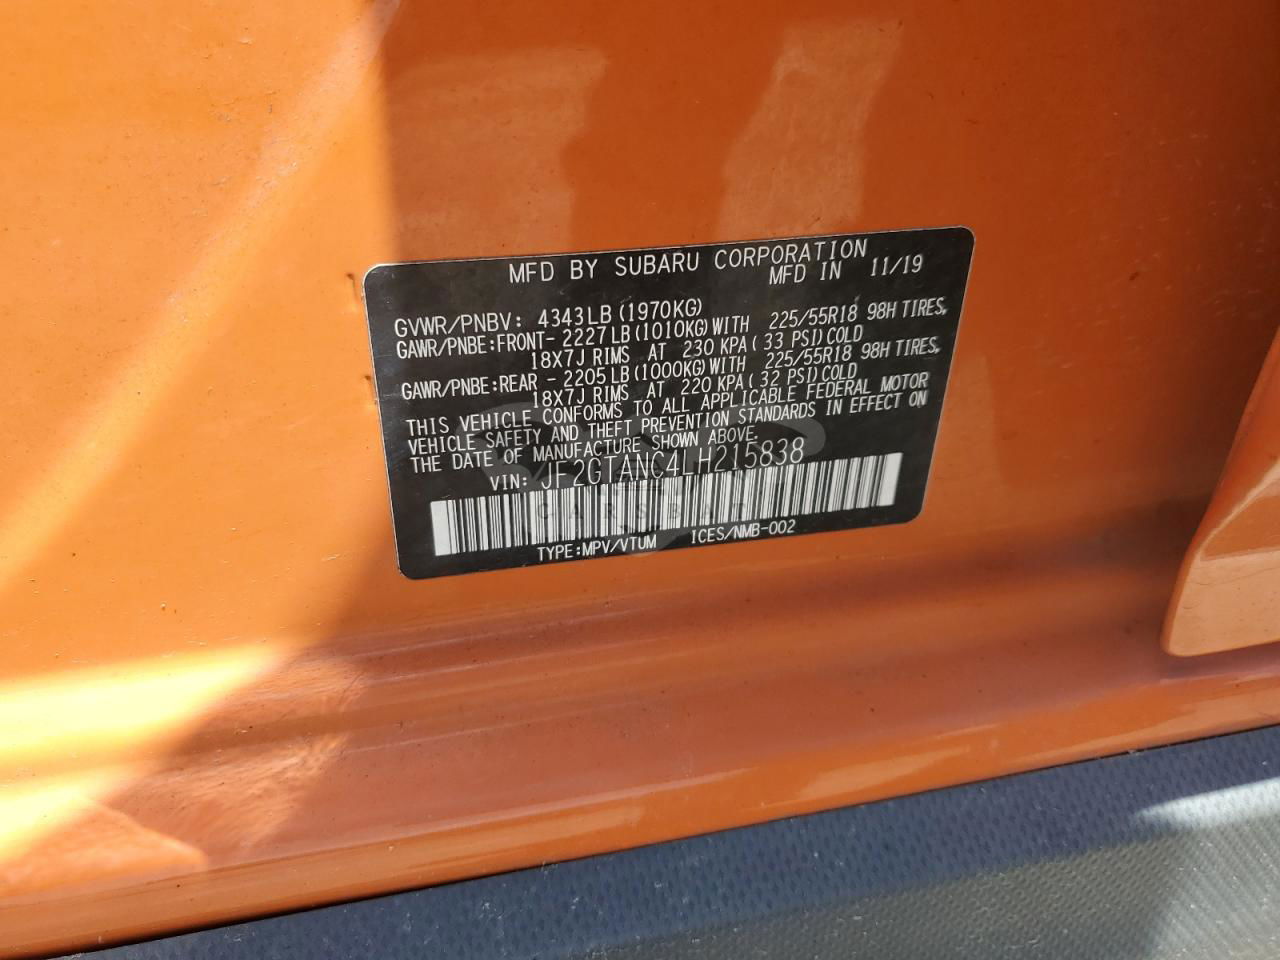 MFD BY SUBARU CORPORATION
MFD IN 11/19
GVWR/PNBV: 4343LB(1970KG)
GAWR/PNBE:FRONT- 2227LB(1010KG)WITH 225/55R18 98H TIRES,
18X7J RIMS AT 230 KPA( 33 PSI)COLD
GAWR/PNBE:REAR - 2205LB(1000KG)WITH 225/55R18 98H TIRES,
18X7J RIMS AT 220 KPA( 32 PSI)COLD
THIS VEHICLE CONFORMS TO ALL APPLICABLE FEDERAL MOTOR
VEHICLE SAFETY AND THEFT PREVENTION STANDARDS IN EFFECT ON
THE DATE OF MANUFACTURE SHOWN ABOVE.
VIN: JF2GTANC4LH215838
TYPE:MPV/VTUM ICES/NMB-002